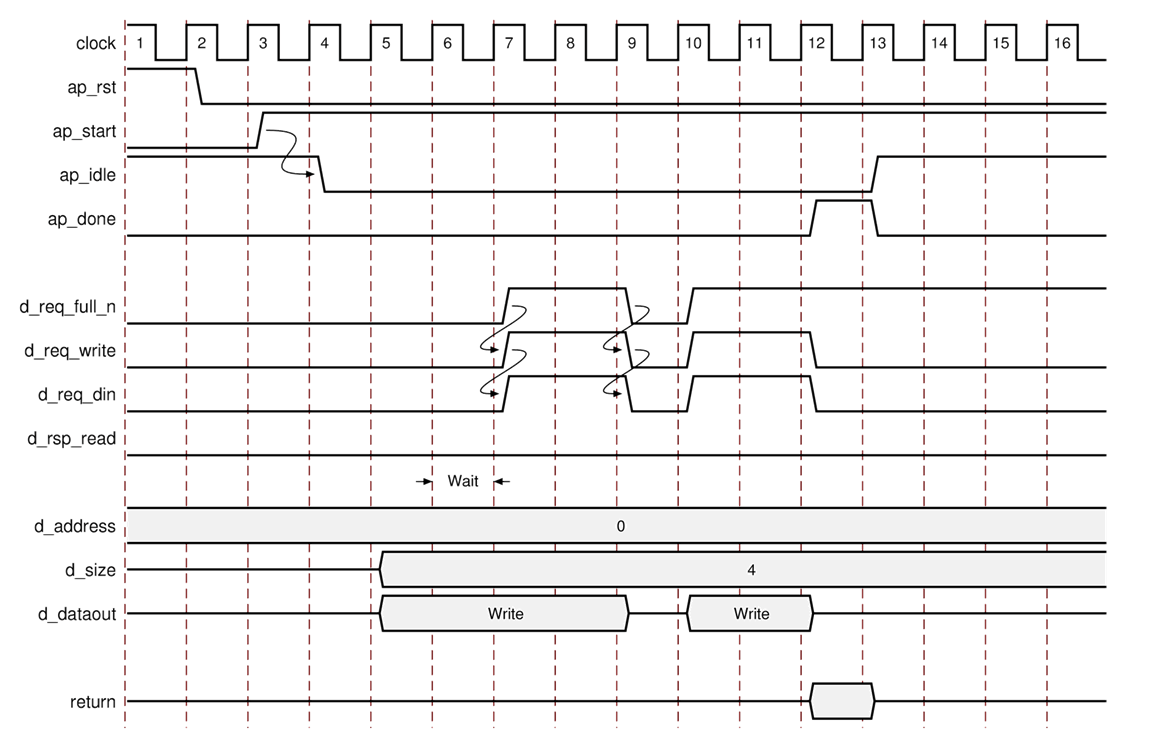 clock 1 2 3 4 5 6 7 8 9 10 11 12 13 14 15 16
ap_rst
ap_start
ap_idle
ap_done
d_req_full_n
d_req_write
d_req_din
d_rsp_read
Wait
d_address 0
d_size 4
d_dataout Write Write
return